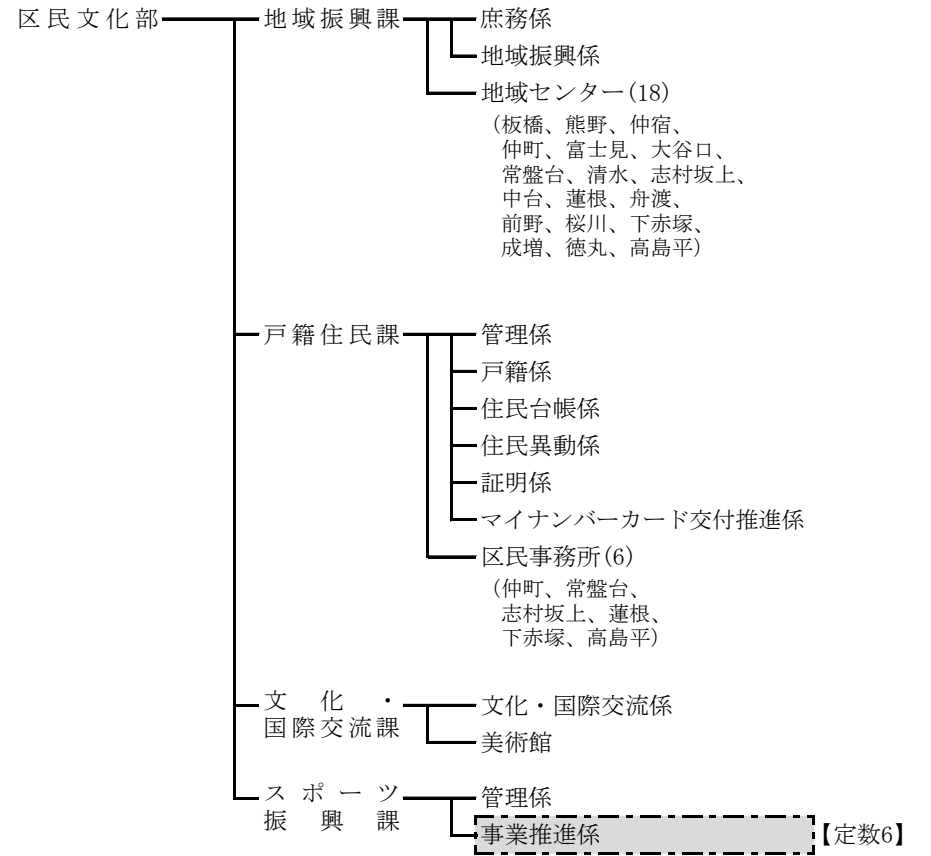 区民文化部 地域振興課 庶務係
地域振興係
地域センター(18)
(板橋、熊野、仲宿、
仲町、富士見、大谷口、
常盤台、清水、志村坂上、
中台、蓮根、舟渡、
前野、桜川、下赤塚、
成増、徳丸、高島平)
戸籍住民課 管理係
戸籍係
住民台帳係
住民異動係
証明係
マイナンバーカード交付推進係
区民事務所(6)
(仲町、常盤台、
志村坂上、蓮根、
下赤塚、高島平)
文化・
国際交流課
文化・国際交流係
美術館
スポーツ
振興課
管理係
事業推進係 【定数6】